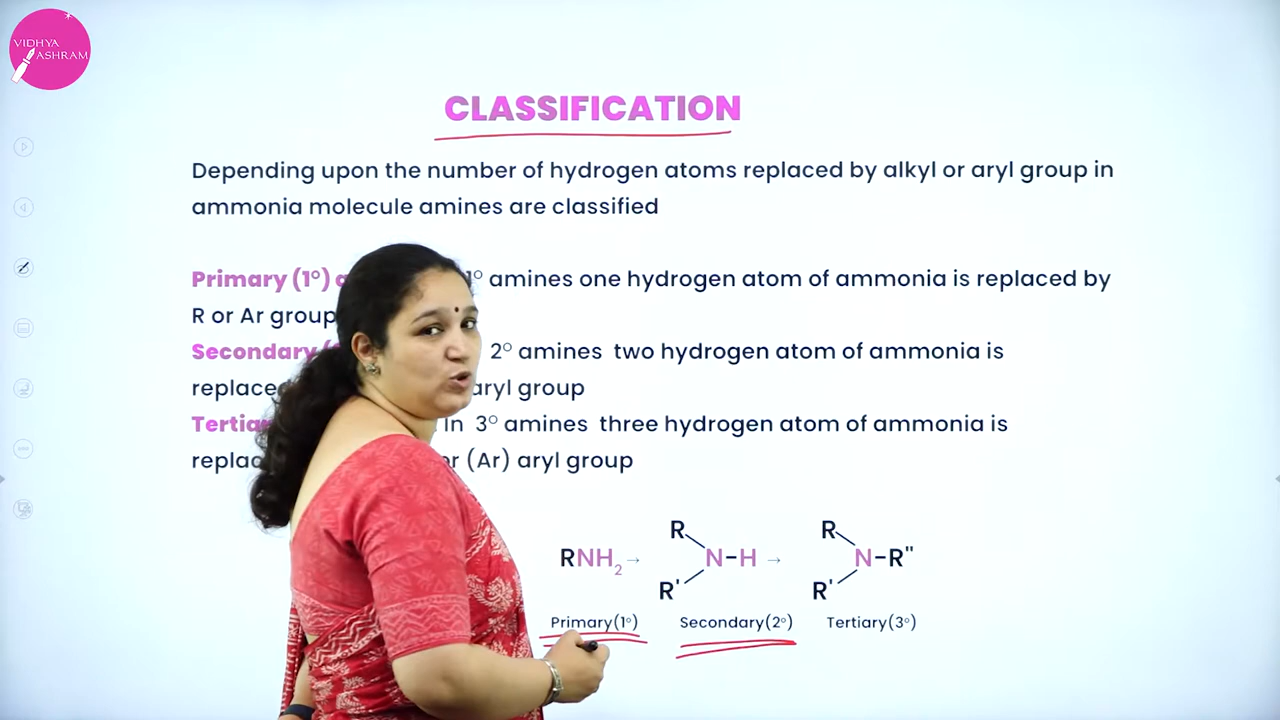 VIDHYA
ASHRAM
CLASSIFICATION
Depending upon the number of hydrogen atoms replaced by alkyl or aryl group in
ammonia molecule amines are classified
Primary (1°) 1° amines one hydrogen atom of ammonia is replaced by
R or Ar group
Secondary 2° amines two hydrogen atom of ammonia is
aryl group
In 3° amines three hydrogen atom of ammonia is
or (Ar) aryl group
R R
RNH₂ → N-H → N-R"
R' R'
Primary(1°) Secondary(2°) Tertiary(3°)